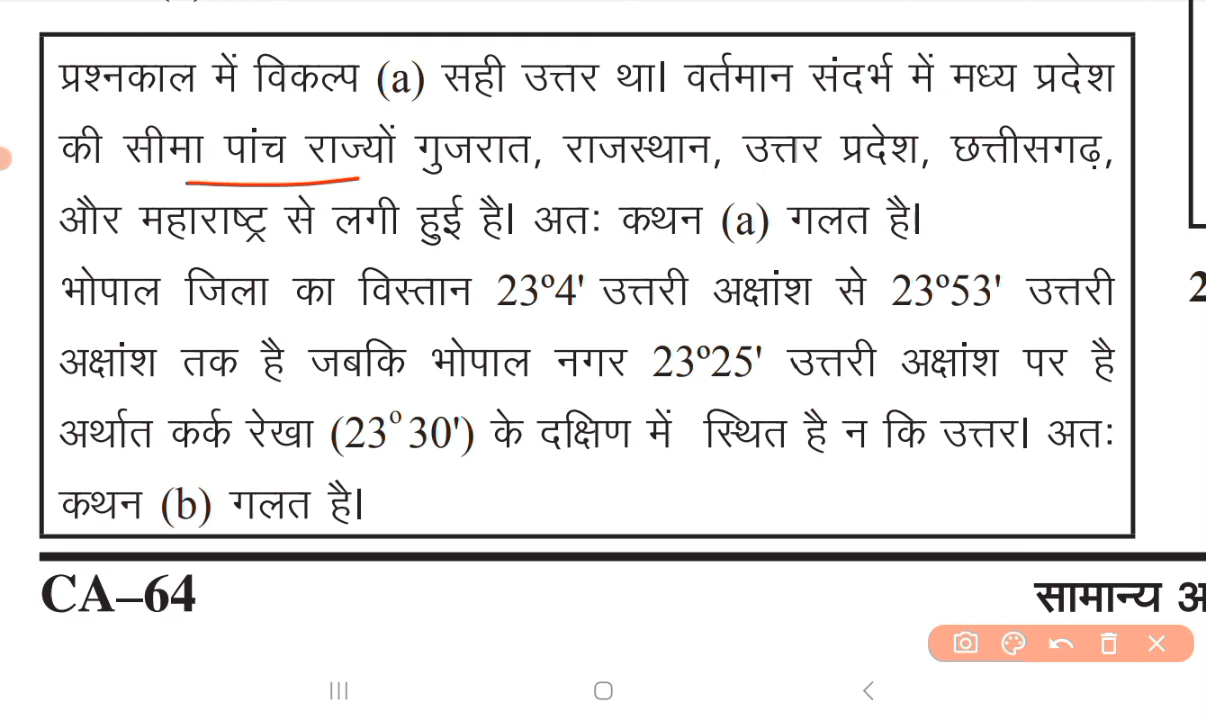 प्रश्नकाल में विकल्प (a) सही उत्तर था। वर्तमान संदर्भ में मध्य प्रदेश
की सीमा पांच राज्यों गुजरात, राजस्थान, उत्तर प्रदेश, छत्तीसगढ़,
और महाराष्ट्र से लगी हुई है। अतः कथन (a) गलत है।
भोपाल जिला का विस्तान 23º4' उत्तरी अक्षांश से 23º53' उत्तरी
अक्षांश तक है जबकि भोपाल नगर 23º25' उत्तरी अक्षांश पर है
अर्थात कर्क रेखा (23º30') के दक्षिण में स्थित है न कि उत्तर। अतः
कथन (b) गलत है।
2
CA–64
सामान्य अ